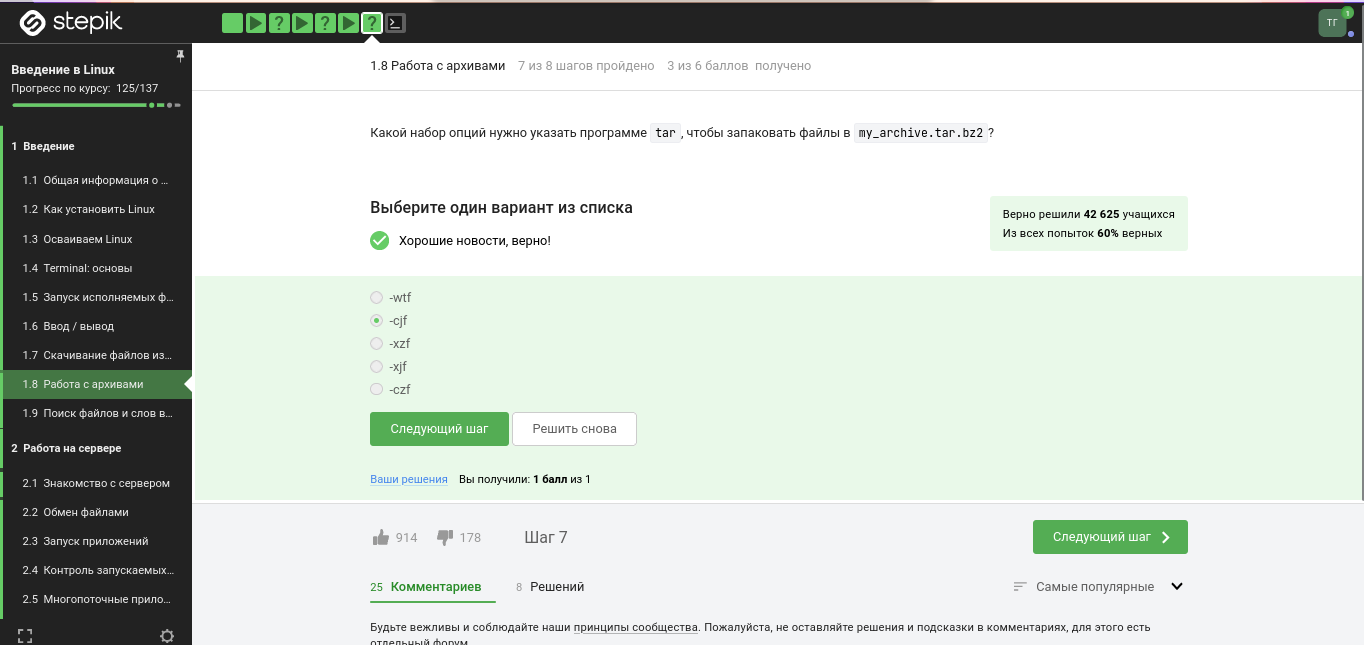 stepik
? ? ?
ТГ
1
Введение в Linux
Прогресс по курсу: 125/137
1 Введение
1.1 Общая информация о ...
1.2 Как установить Linux
1.3 Осваиваем Linux
1.4 Terminal: основы
1.5 Запуск исполняемых ф...
1.6 Ввод / вывод
1.7 Скачивание файлов из...
1.8 Работа с архивами
1.9 Поиск файлов и слов в...
2 Работа на сервере
2.1 Знакомство с сервером
2.2 Обмен файлами
2.3 Запуск приложений
2.4 Контроль запускаемых...
2.5 Многопоточные прило...
1.8 Работа с архивами 7 из 8 шагов пройдено 3 из 6 баллов получено
Какой набор опций нужно указать программе tar, чтобы запаковать файлы в my_archive.tar.bz2?
Выберите один вариант из списка
Хорошие новости, верно!
Верно решили 42 625 учащихся
Из всех попыток 60% верных
-wtf
-cjf
-xzf
-xjf
-czf
Следующий шаг Решить снова
Ваши решения Вы получили: 1 балл из 1
914 178 Шаг 7 Следующий шаг
25 Комментариев 8 Решений Самые популярные
Будьте вежливы и соблюдайте наши принципы сообщества. Пожалуйста, не оставляйте решения и подсказки в комментариях, для этого есть
отдельный форум.